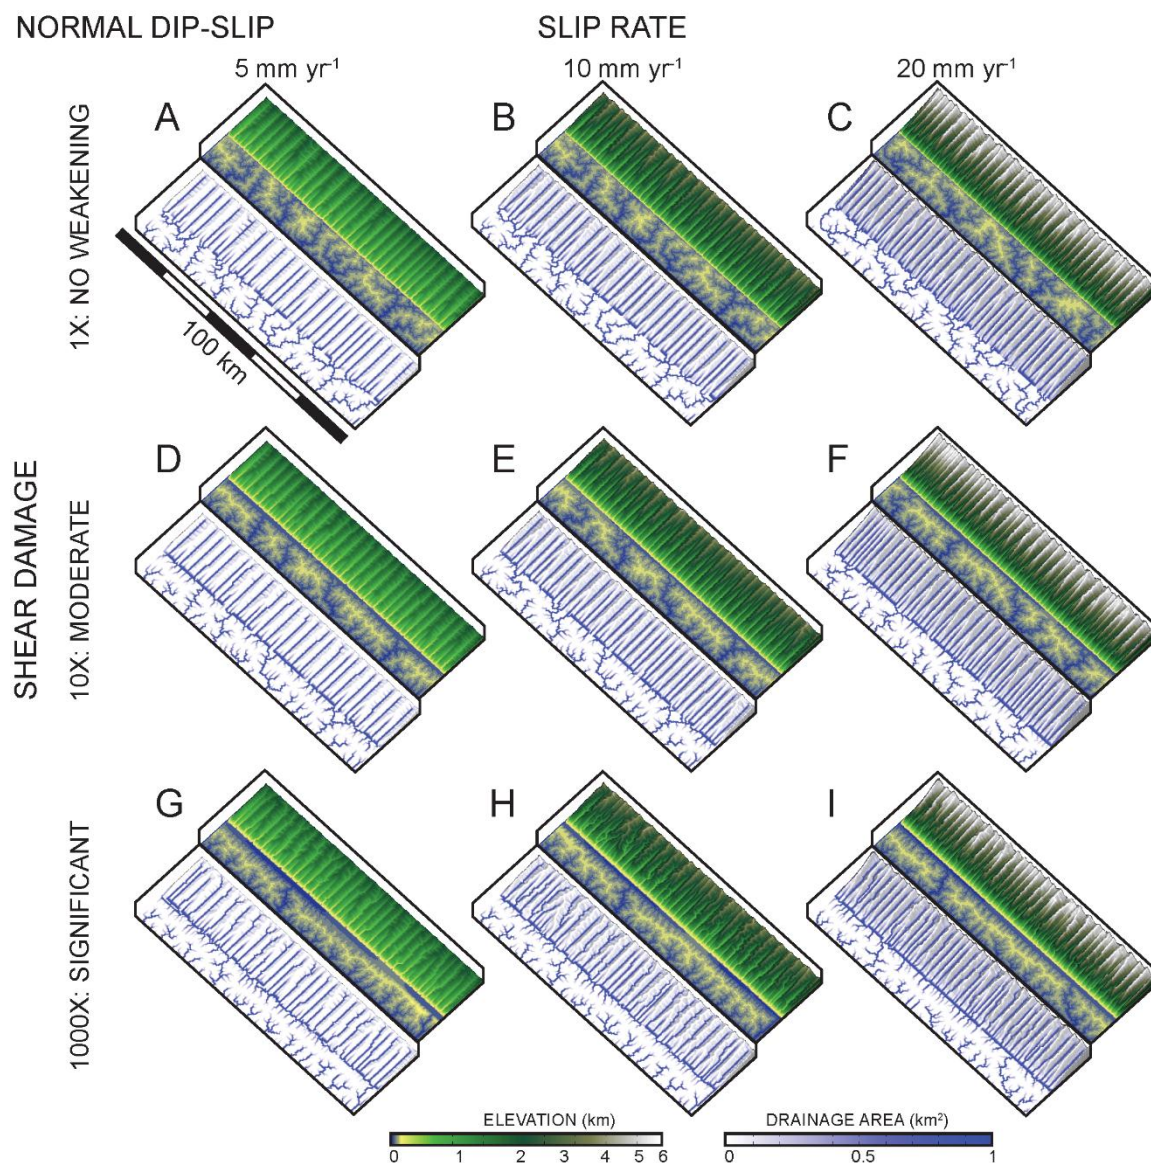 NORMAL DIP-SLIP
SLIP RATE
5 mm yr⁻¹
10 mm yr⁻¹
20 mm yr⁻¹
SHEAR DAMAGE
1X: NO WEAKENING
A
B
C
100 km
10X: MODERATE
D
E
F
1000X: SIGNIFICANT
G
H
I
ELEVATION (km)
0 1 2 3 4 5 6
DRAINAGE AREA (km²)
0 0.5 1